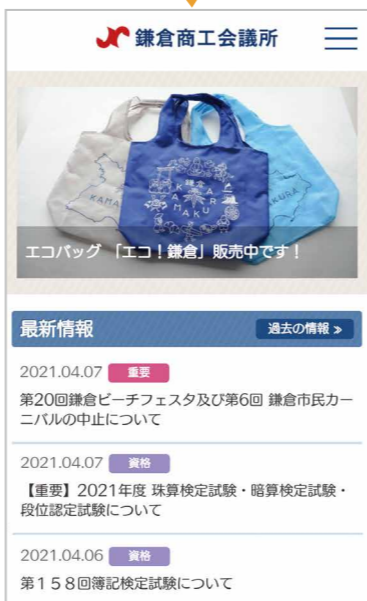 鎌倉商工会議所
鎌倉
KAMAKURA
エコバッグ 「エコ！鎌倉」販売中です！
最新情報
過去の情報 »
2021.04.07 重要
第20回鎌倉ビーチフェスタ及び第6回 鎌倉市民カー
ニバルの中止について
2021.04.07 資格
【重要】2021年度 珠算検定試験・暗算検定試験・
段位認定試験について
2021.04.06 資格
第１５８回簿記検定試験について